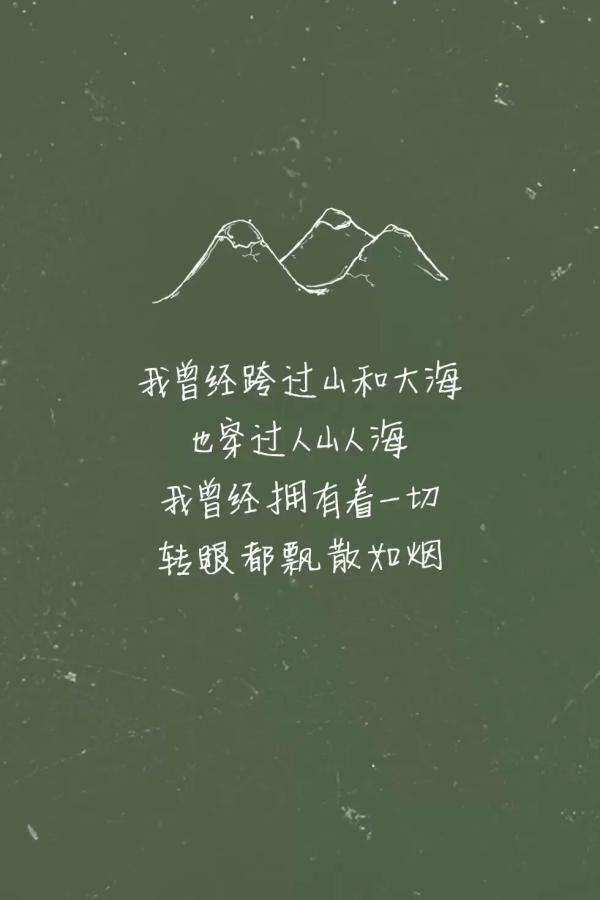 我曾经跨过山和大海
也穿过人山人海
我曾经拥有着一切
转眼都飘散如烟